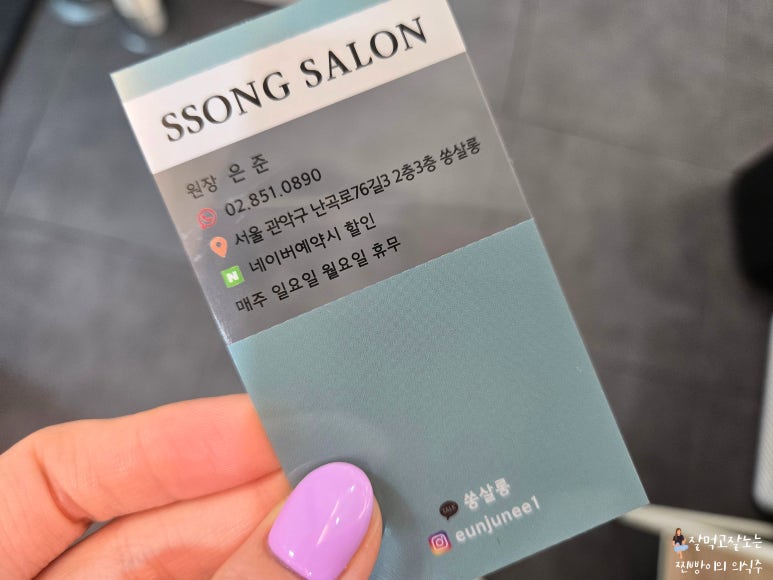 SSONG SALON
원장 은 준
02.851.0890
서울 관악구 난곡로76길3 2층3층 쏭살롱
N 네이버예약시 할인
매주 일요일 월요일 휴무
TALK 쏭살롱
eunjunee1
잘먹고잘노는
찐빵이의 의식주